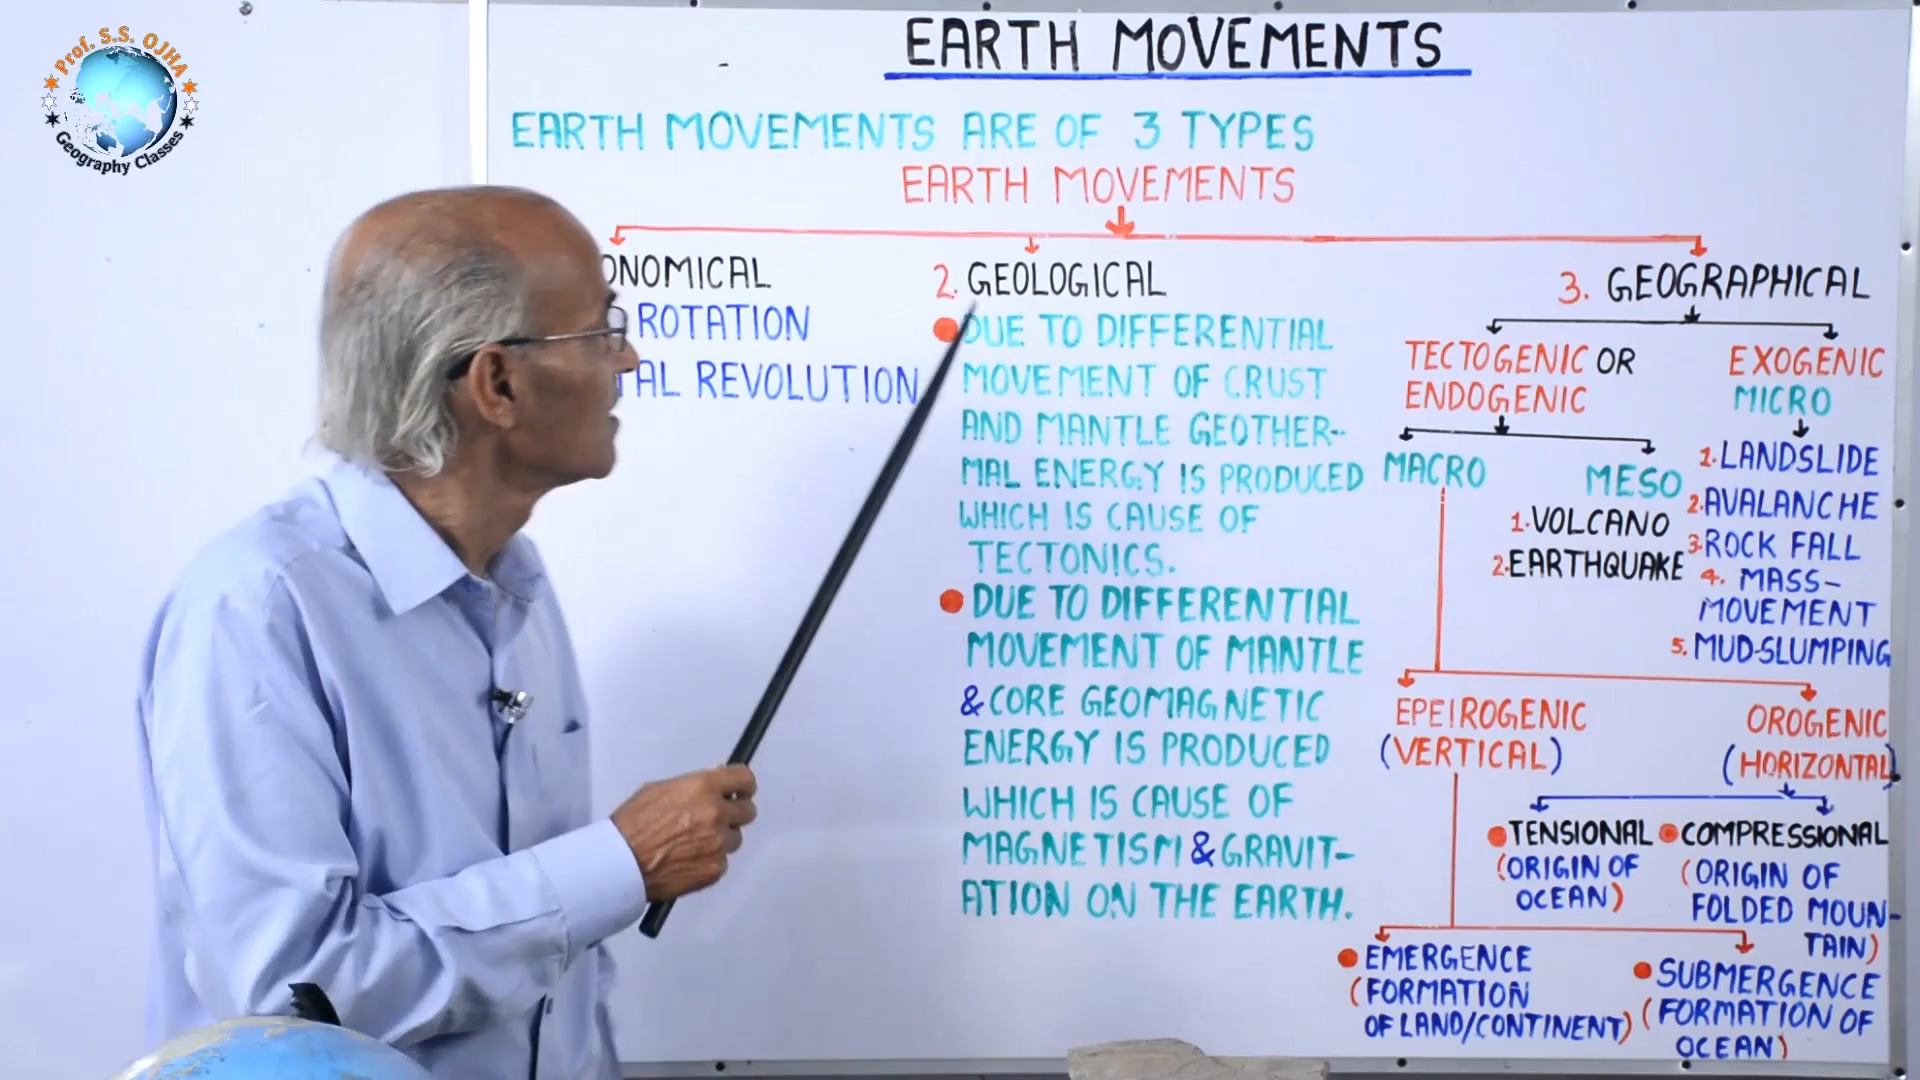 Prof. S.S. OJHA
Geography Classes
EARTH MOVEMENTS
EARTH MOVEMENTS ARE OF 3 TYPES
EARTH MOVEMENTS
ONOMICAL
ROTATION
TAL REVOLUTION
2. GEOLOGICAL
DUE TO DIFFERENTIAL
MOVEMENT OF CRUST
AND MANTLE GEOTHER--
MAL ENERGY IS PRODUCED
WHICH IS CAUSE OF
TECTONICS.
DUE TO DIFFERENTIAL
MOVEMENT OF MANTLE
& CORE GEOMAGNETIC
ENERGY IS PRODUCED
WHICH IS CAUSE OF
MAGNETISM & GRAVIT-
ATION ON THE EARTH.
3. GEOGRAPHICAL
TECTOGENIC OR
ENDOGENIC
MACRO
MESO
1. VOLCANO
2. EARTHQUAKE
EXOGENIC
MICRO
1. LANDSLIDE
2. AVALANCHE
3. ROCK FALL
4. MASS-
MOVEMENT
5. MUD-SLUMPING
EPEIROGENIC
(VERTICAL)
OROGENIC
(HORIZONTAL)
TENSIONAL
(ORIGIN OF
OCEAN)
COMPRESSIONAL
(ORIGIN OF
FOLDED MOUN-
TAIN)
EMERGENCE
(FORMATION
OF LAND/CONTINENT)
SUBMERGENCE
(FORMATION OF
OCEAN)